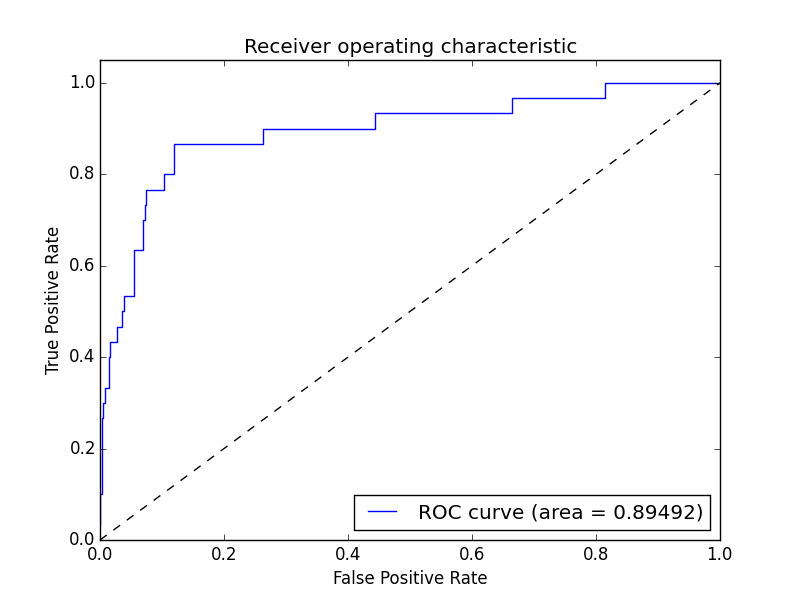 Receiver operating characteristic
1.0
0.8
0.6
0.4
0.2
0.0
True Positive Rate
ROC curve (area = 0.89492)
0.0 0.2 0.4 0.6 0.8 1.0
False Positive Rate